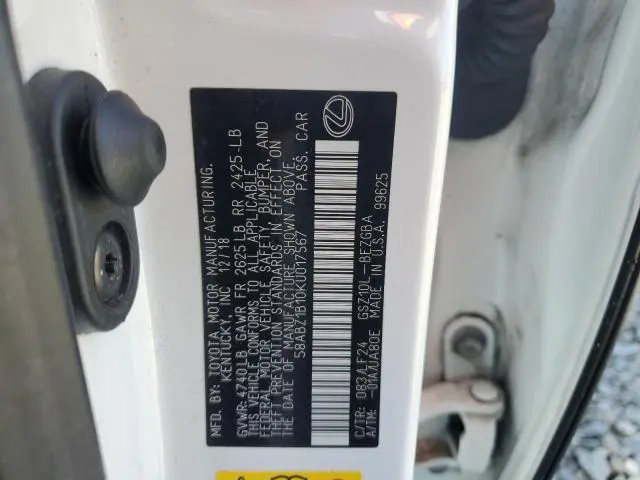 MFD. BY: TOYOTA MOTOR MANUFACTURING.
KENTUCKY, INC 12/18
GVWR: 4740LB GAWR FR 2625LB RR 2425-LB
THIS VEHICLE CONFORMS TO ALL APPLICABLE
FEDERAL MOTOR VEHICLE SAFETY, BUMPER, AND
THEFT PREVENTION STANDARDS IN EFFECT ON
THE DATE OF MANUFACTURE SHOWN ABOVE.
58ABZ1B10KU017567 PASS. CAR
C/TR: 083/LF24 GSZ10L-BEZGBA
A/TM: -01A/UA80E MADE IN U.S.A. 99625